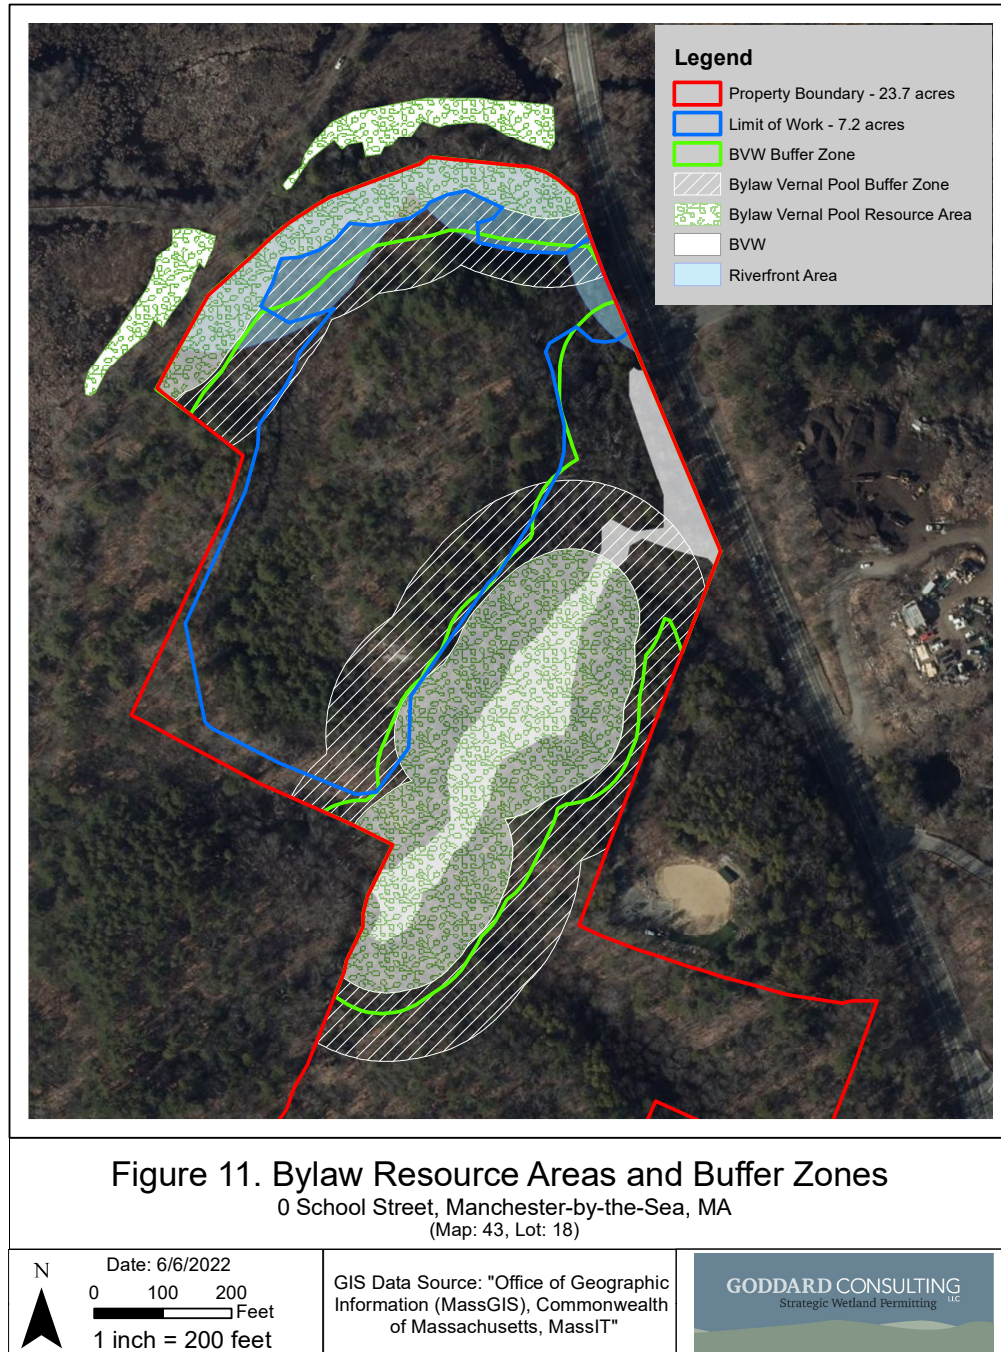 Legend
Property Boundary - 23.7 acres
Limit of Work - 7.2 acres
BVW Buffer Zone
Bylaw Vernal Pool Buffer Zone
Bylaw Vernal Pool Resource Area
BVW
Riverfront Area
Figure 11. Bylaw Resource Areas and Buffer Zones
0 School Street, Manchester-by-the-Sea, MA
(Map: 43, Lot: 18)
N
Date: 6/6/2022
0 100 200
Feet
1 inch = 200 feet
GIS Data Source: "Office of Geographic
Information (MassGIS), Commonwealth
of Massachusetts, MassIT"
GODDARD CONSULTING
LLC
Strategic Wetland Permitting